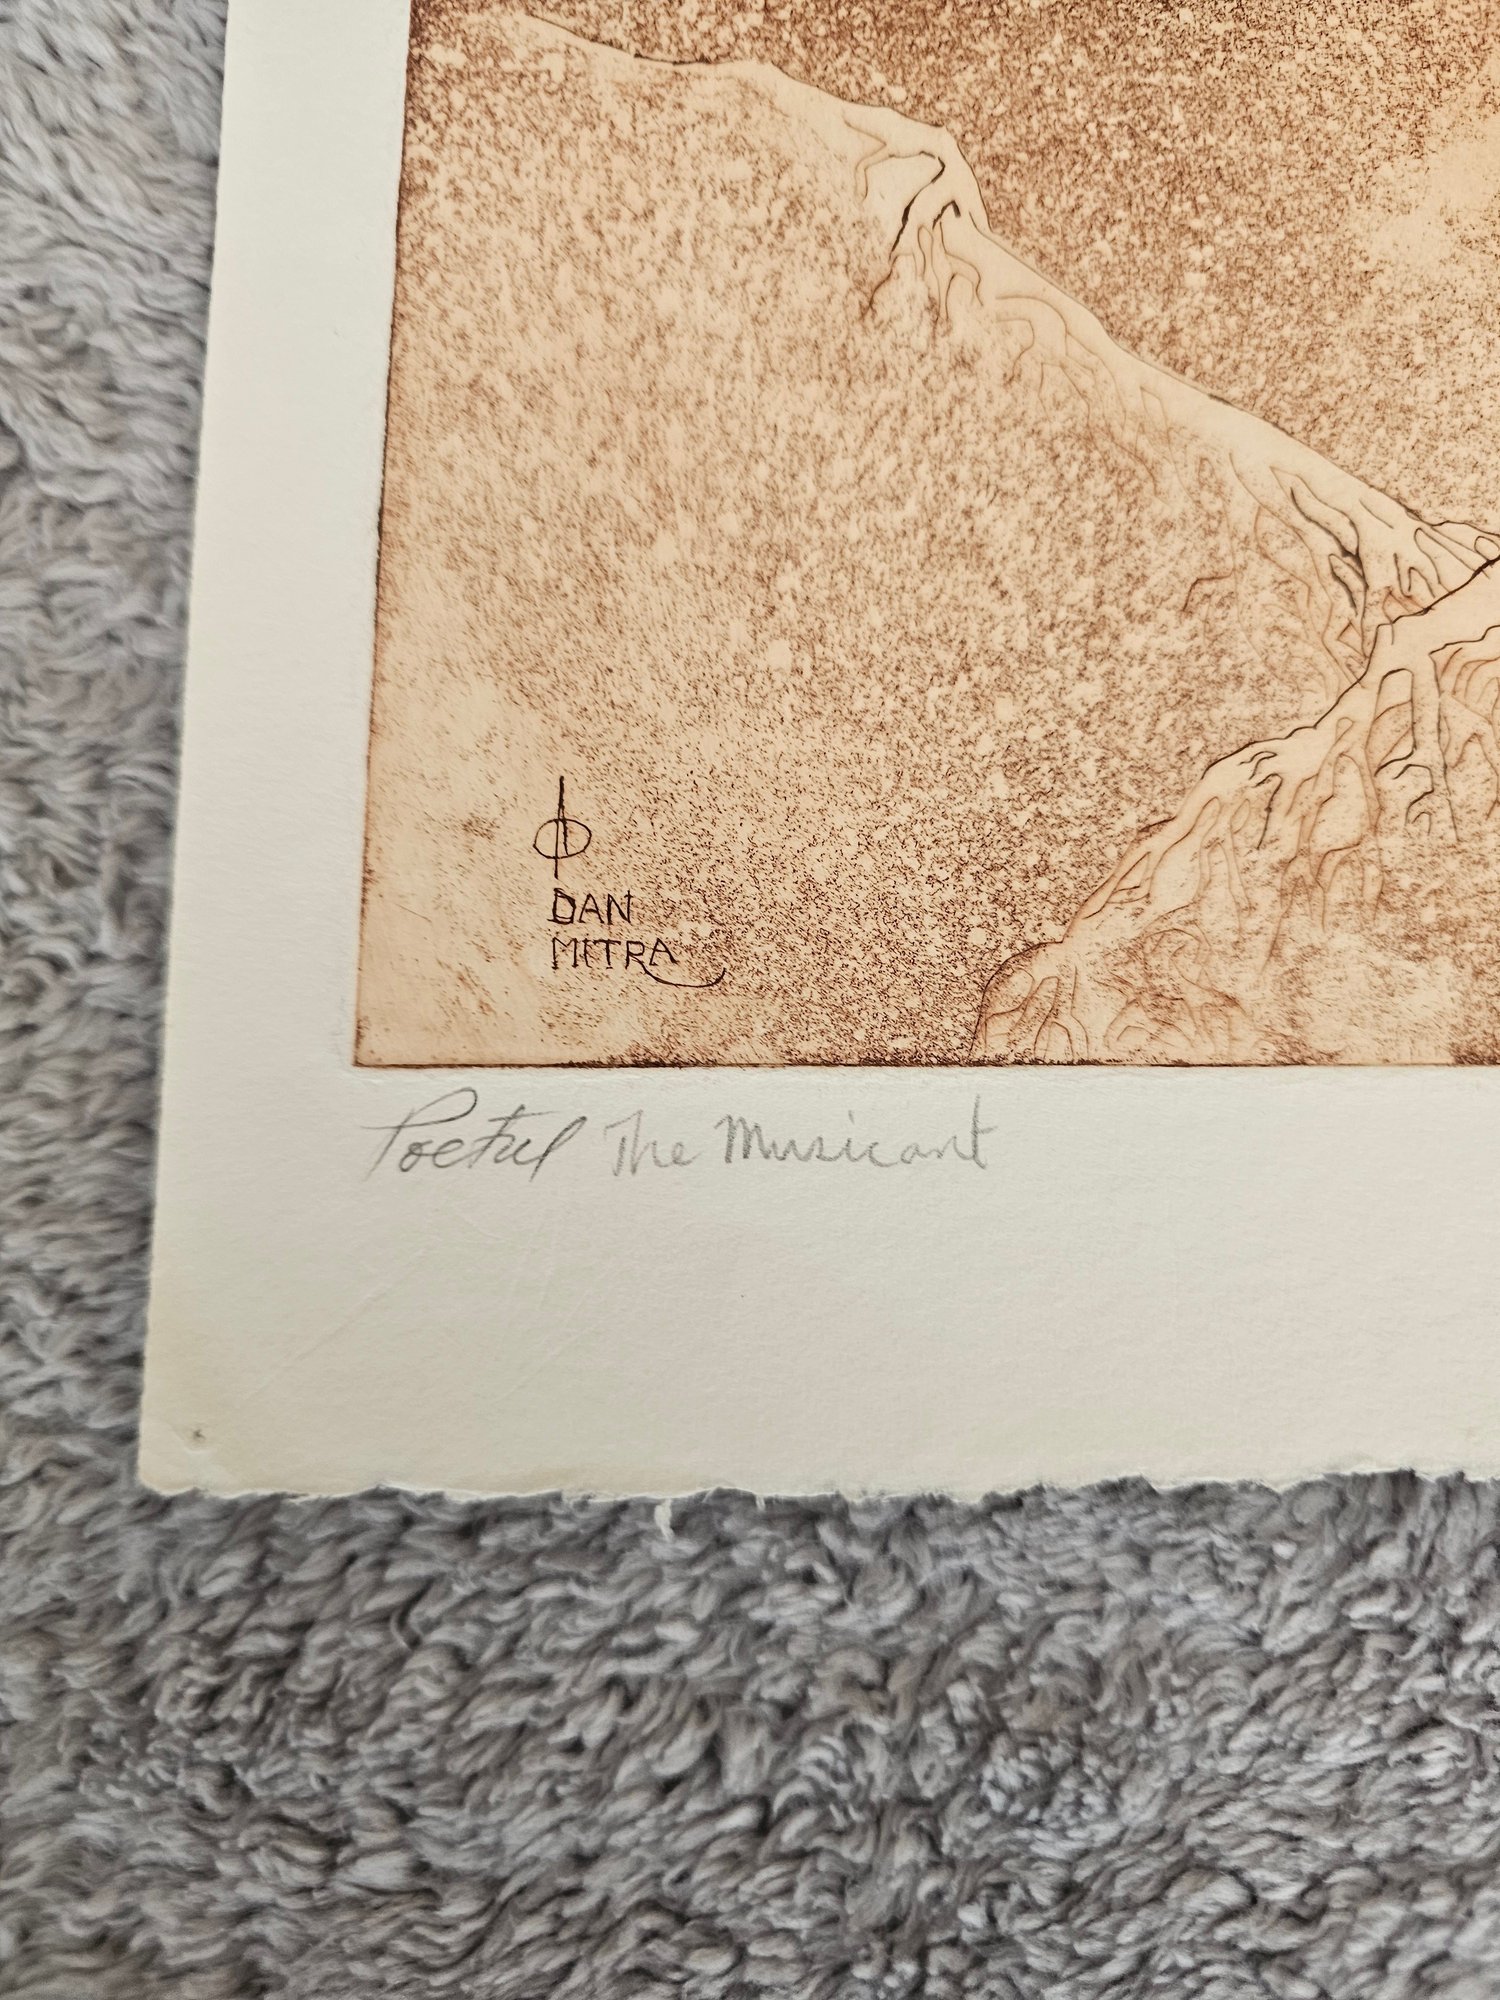 DAN
MITRA
Poetul The Musicant